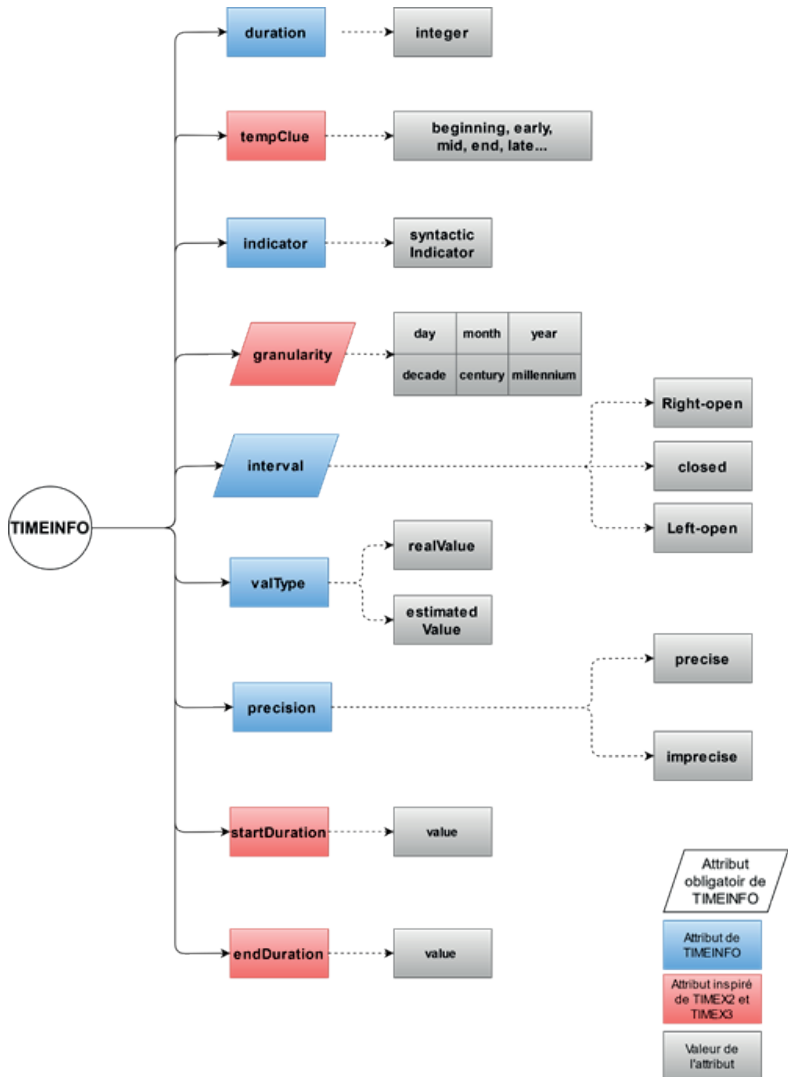 duration
integer
tempClue
beginning, early,
mid, end, late...
indicator
syntactic
Indicator
granularity
day month year
decade century millennium
Right-open
interval
closed
TIMEINFO
Left-open
realValue
valType
estimated
Value
precise
precision
imprecise
startDuration
value
endDuration
value
Attribut
obligatoir de
TIMEINFO
Attribut de
TIMEINFO
Attribut inspiré
de TIMEX2 et
TIMEX3
Valeur de
l'attribut